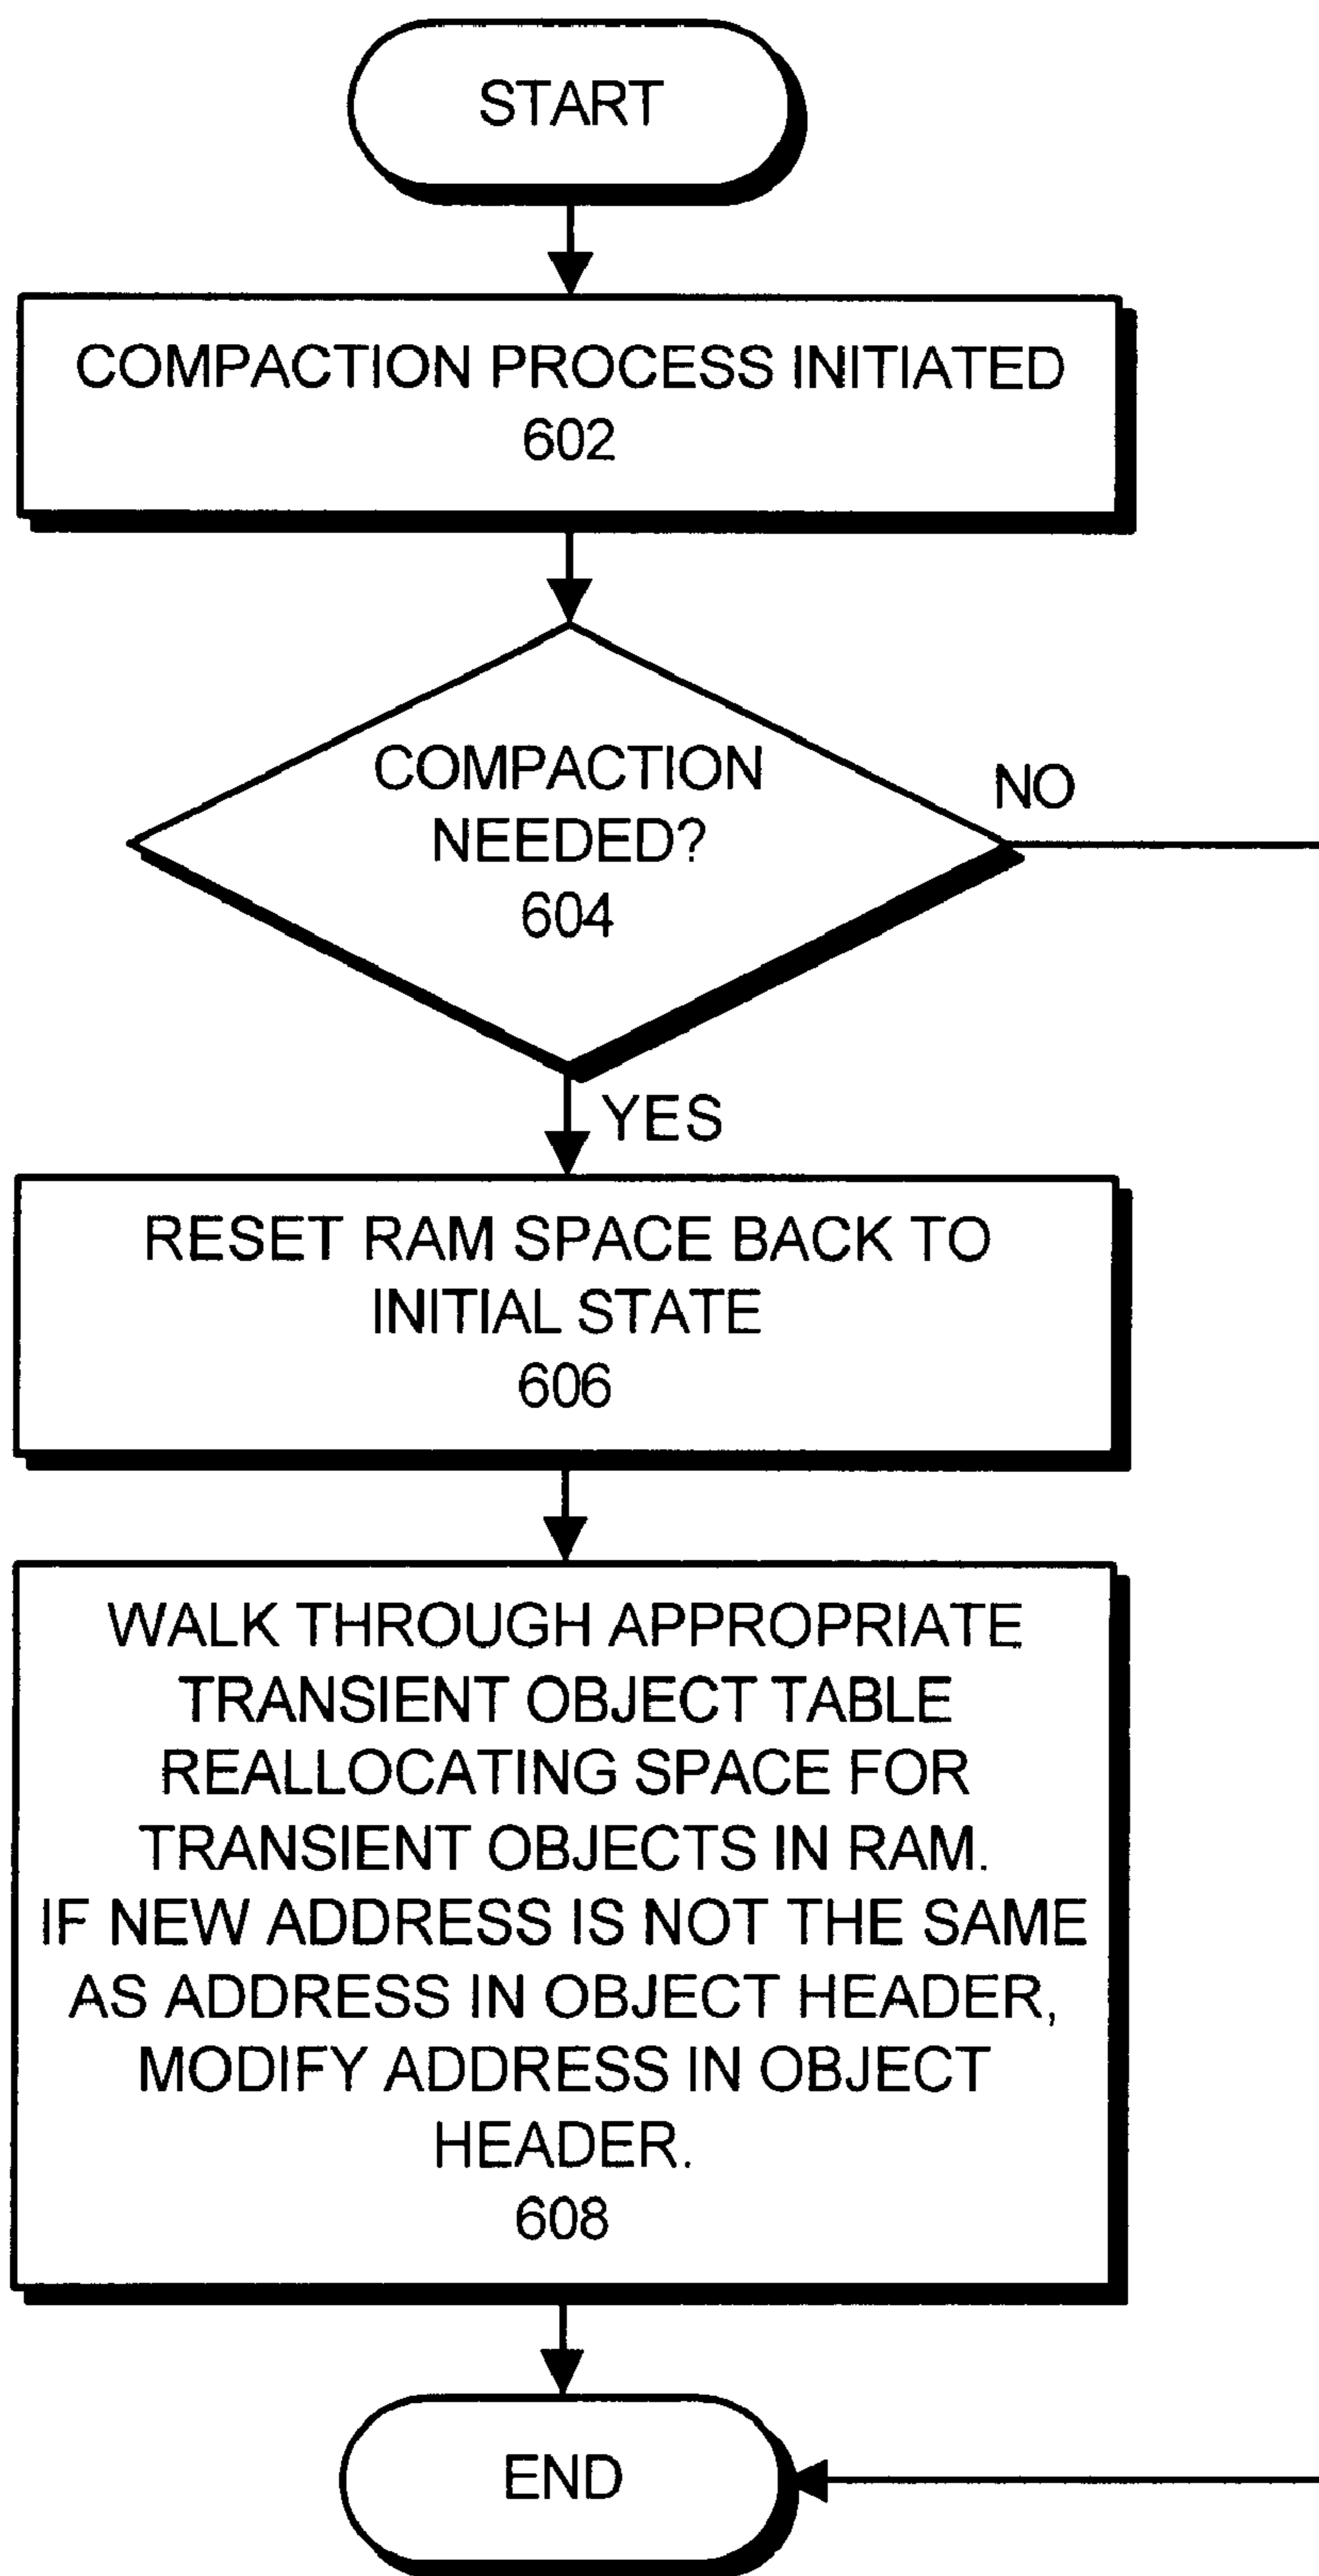 START
COMPACTION PROCESS INITIATED
602
COMPACTION
NEEDED?
604
NO
YES
RESET RAM SPACE BACK TO
INITIAL STATE
606
WALK THROUGH APPROPRIATE
TRANSIENT OBJECT TABLE
REALLOCATING SPACE FOR
TRANSIENT OBJECTS IN RAM.
IF NEW ADDRESS IS NOT THE SAME
AS ADDRESS IN OBJECT HEADER,
MODIFY ADDRESS IN OBJECT
HEADER.
608
END